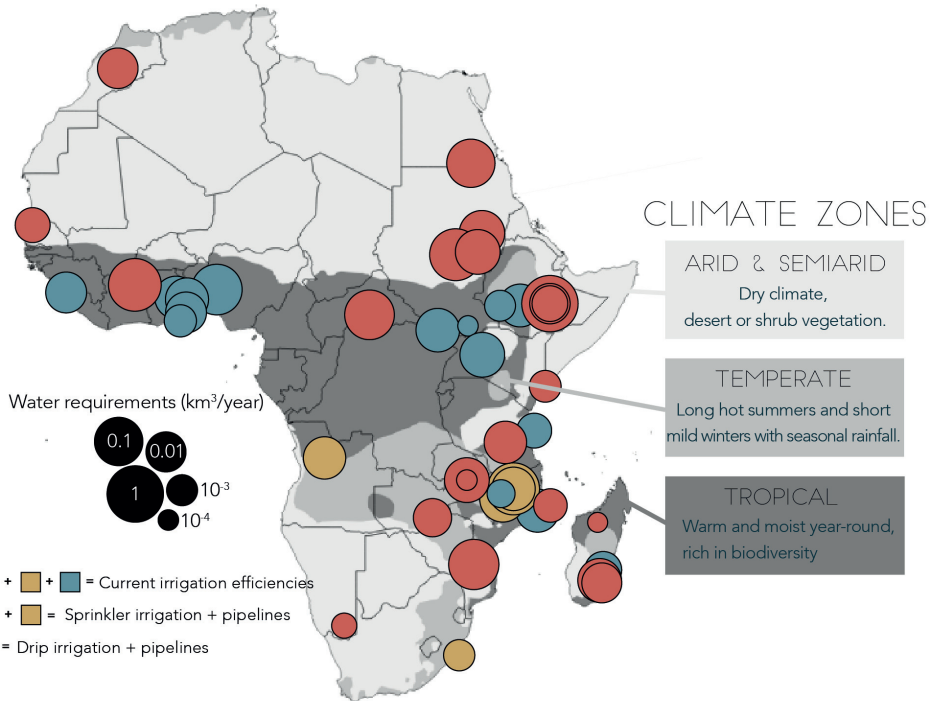 CLIMATE ZONES
ARID & SEMIARID
Dry climate,
desert or shrub vegetation.
TEMPERATE
Long hot summers and short
mild winters with seasonal rainfall.
TROPICAL
Warm and moist year-round,
rich in biodiversity
Water requirements (km³/year)
0.1
0.01
1
10⁻³
10⁻⁴
+ + = Current irrigation efficiencies
+ = Sprinkler irrigation + pipelines
= Drip irrigation + pipelines